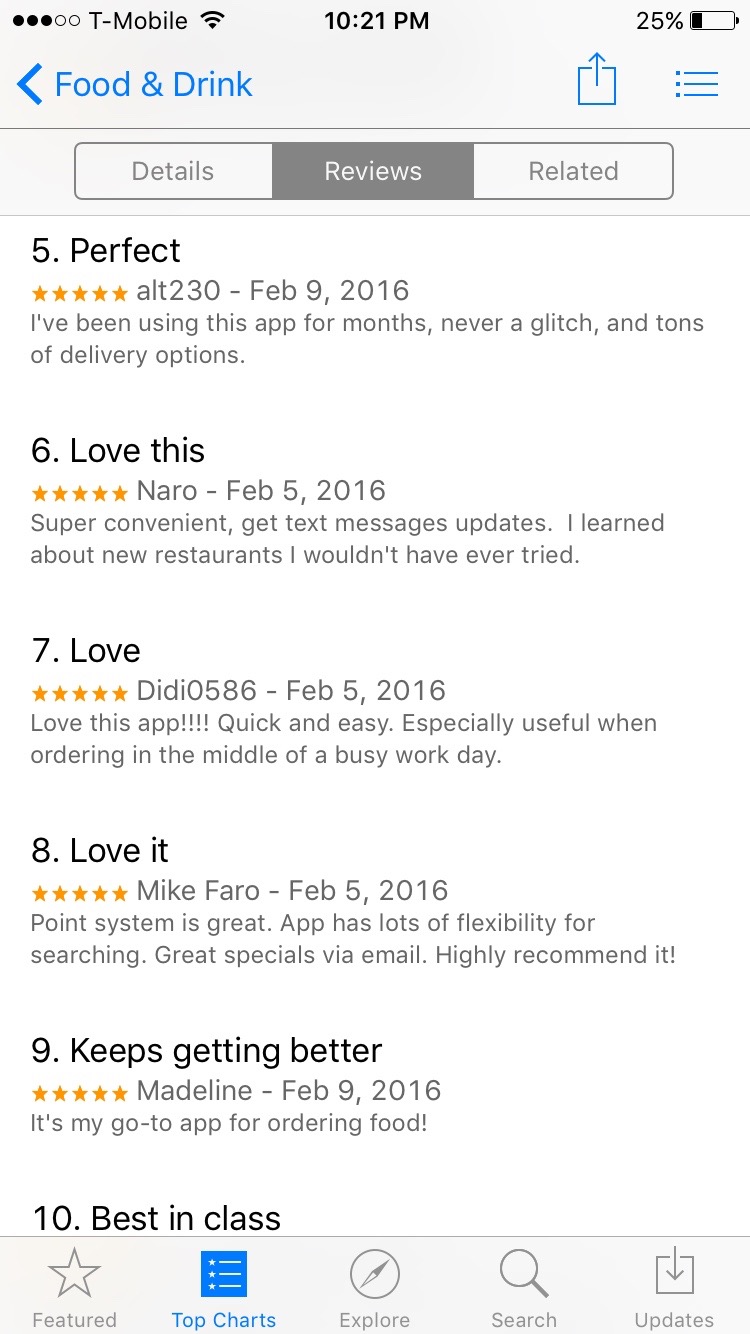 T-Mobile 10:21 PM 25%
Food & Drink
Details Reviews Related
5. Perfect
alt230 - Feb 9, 2016
I've been using this app for months, never a glitch, and tons
of delivery options.
6. Love this
Naro - Feb 5, 2016
Super convenient, get text messages updates.  I learned
about new restaurants I wouldn't have ever tried.
7. Love
Didi0586 - Feb 5, 2016
Love this app!!!! Quick and easy. Especially useful when
ordering in the middle of a busy work day.
8. Love it
Mike Faro - Feb 5, 2016
Point system is great. App has lots of flexibility for
searching. Great specials via email. Highly recommend it!
9. Keeps getting better
Madeline - Feb 9, 2016
It's my go-to app for ordering food!
10. Best in class
Featured Top Charts Explore Search Updates